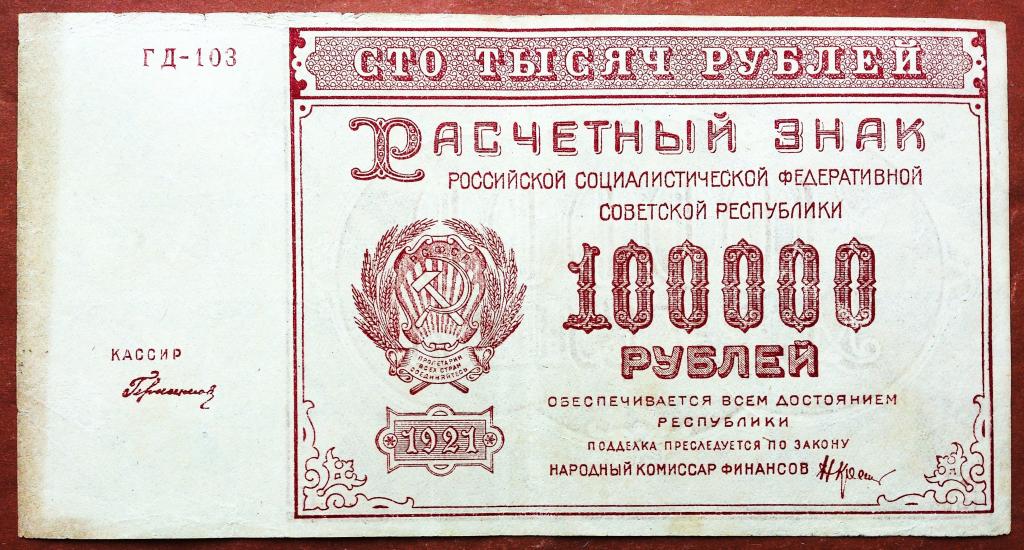 ГД-103
СТО ТЫСЯЧ РУБЛЕЙ
РАСЧЕТНЫЙ ЗНАК
РОССИЙСКОЙ СОЦИАЛИСТИЧЕСКОЙ ФЕДЕРАТИВНОЙ
СОВЕТСКОЙ РЕСПУБЛИКИ
Р.С.Ф.С.Р.
100000
РУБЛЕЙ
КАССИР
ПРОЛЕТАРИИ
ВСЕХ СТРАН
СОЕДИНЯЙТЕСЬ
1921
ОБЕСПЕЧИВАЕТСЯ ВСЕМ ДОСТОЯНИЕМ
РЕСПУБЛИКИ
ПОДДЕЛКА ПРЕСЛЕДУЕТСЯ ПО ЗАКОНУ
НАРОДНЫЙ КОМИССАР ФИНАНСОВ